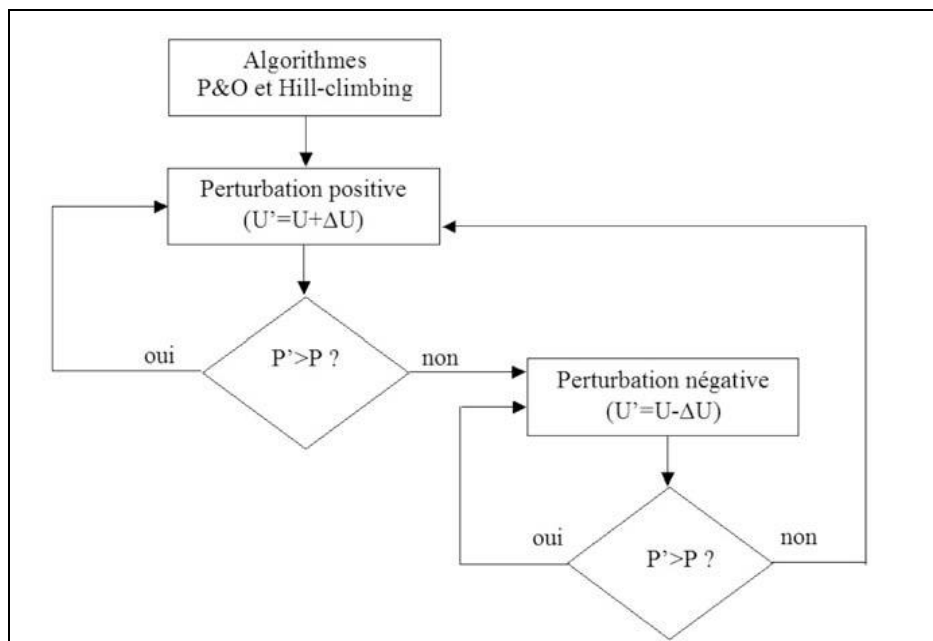 Algorithmes
P&O et Hill-climbing
Perturbation positive
(U’=U+ΔU)
oui
P’>P ?
non
Perturbation négative
(U’=U-ΔU)
oui
P’>P ?
non